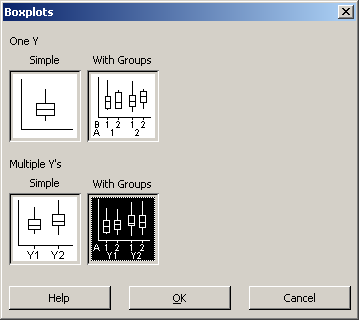 Boxplots
One Y
Simple With Groups
B 1 2 1 2
A 1 2
Multiple Y's
Simple With Groups
Y1 Y2
A 1 2 1 2
Y1 Y2
Help OK Cancel